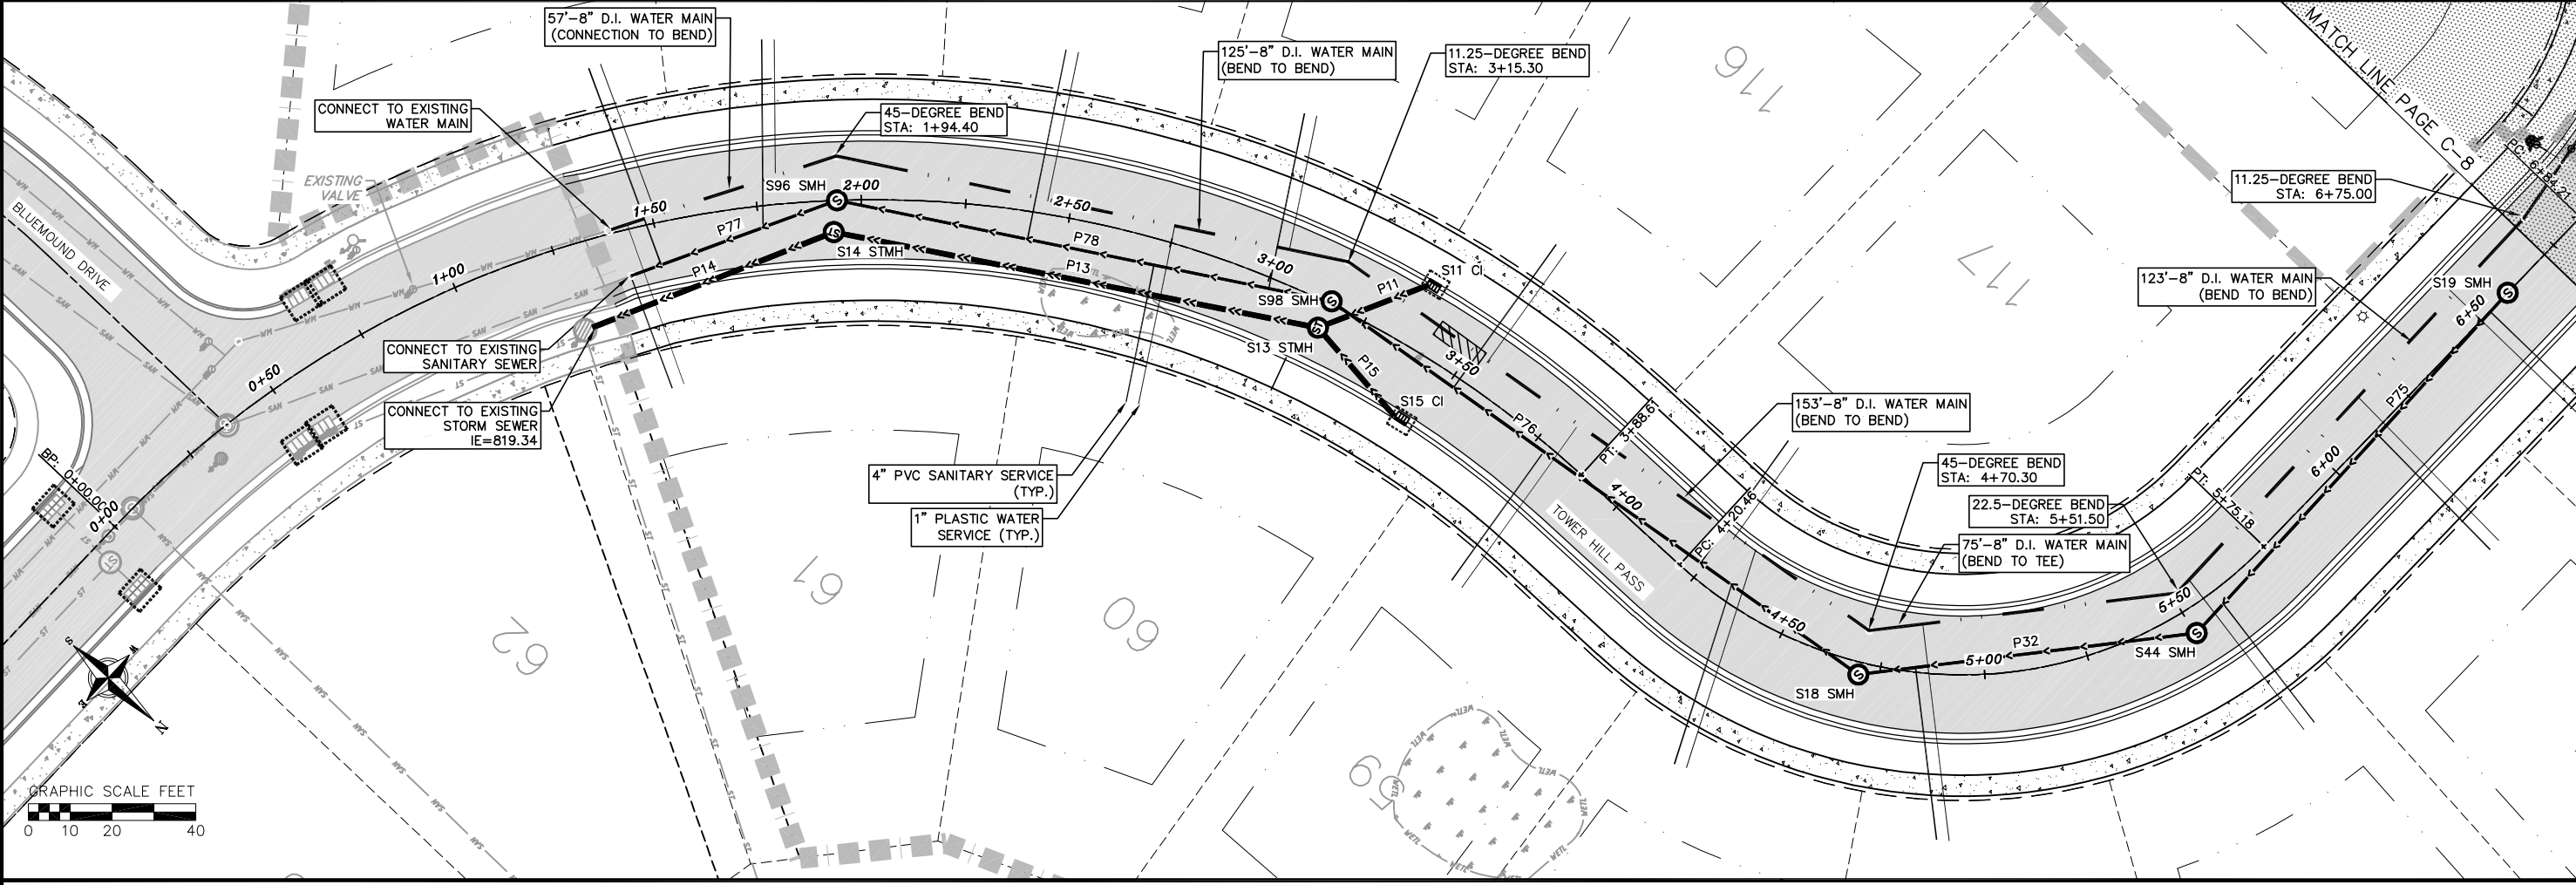 57'-8" D.I. WATER MAIN
(CONNECTION TO BEND)
125'-8" D.I. WATER MAIN
(BEND TO BEND)
11.25-DEGREE BEND
STA: 3+15.30
116
MATCH LINE PAGE C-8
CONNECT TO EXISTING
WATER MAIN
45-DEGREE BEND
STA: 1+94.40
EXISTING
VALVE
BLUEMOUND DRIVE
S96 SMH
2+00
1+50
2+50
P77
P78
S14 STMH
P14
P13
1+00
3+00
S98 SMH
S11 CI
P11
S13 STMH
P15
3+50
S15 CI
P76
0+50
BP: 0+00.00
0+00
CONNECT TO EXISTING
SANITARY SEWER
CONNECT TO EXISTING
STORM SEWER
IE=819.34
4" PVC SANITARY SERVICE
(TYP.)
1" PLASTIC WATER
SERVICE (TYP.)
117
11.25-DEGREE BEND
STA: 6+75.00
123'-8" D.I. WATER MAIN
(BEND TO BEND)
S19 SMH
6+50
P75
6+00
PT: 3+88.61
153'-8" D.I. WATER MAIN
(BEND TO BEND)
4+00
TOWER HILL PASS
PC: 4+20.46
4+50
45-DEGREE BEND
STA: 4+70.30
22.5-DEGREE BEND
STA: 5+51.50
75'-8" D.I. WATER MAIN
(BEND TO TEE)
PT: 5+75.18
5+50
5+00
P32
S44 SMH
S18 SMH
62
61
60
59
WM
SAN
ST
WETL
S
W
E
N
GRAPHIC SCALE FEET
0 10 20 40